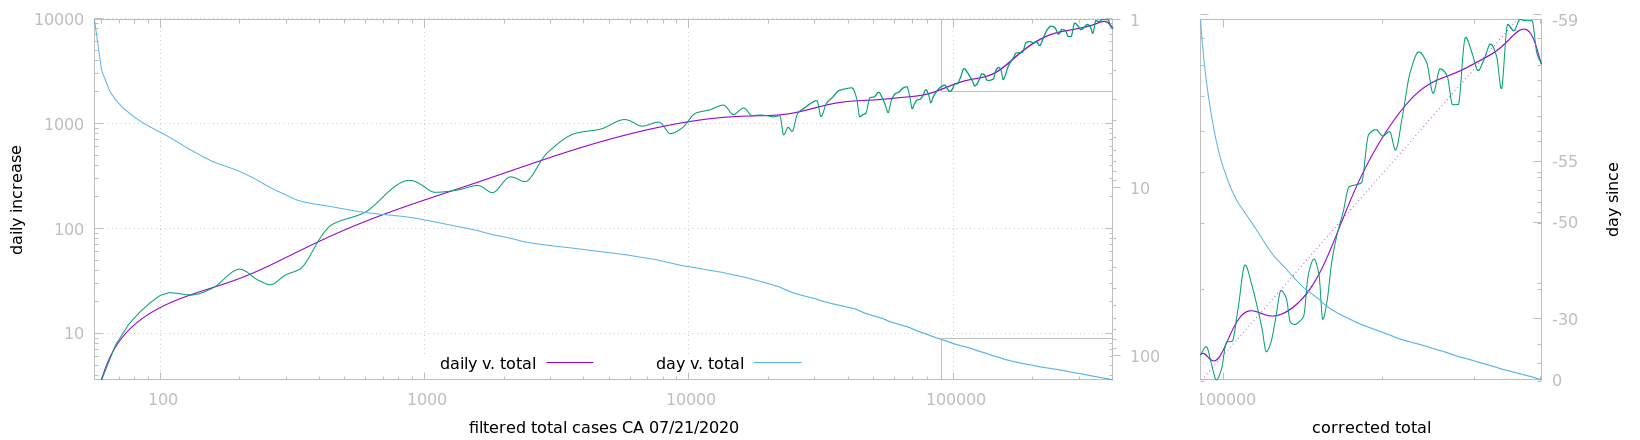 10000
1000
100
10
daily increase
daily v. total
day v. total
100
1000
10000
100000
filtered total cases CA 07/21/2020
1
10
100
100000
corrected total
-59
-55
-50
-30
0
day since